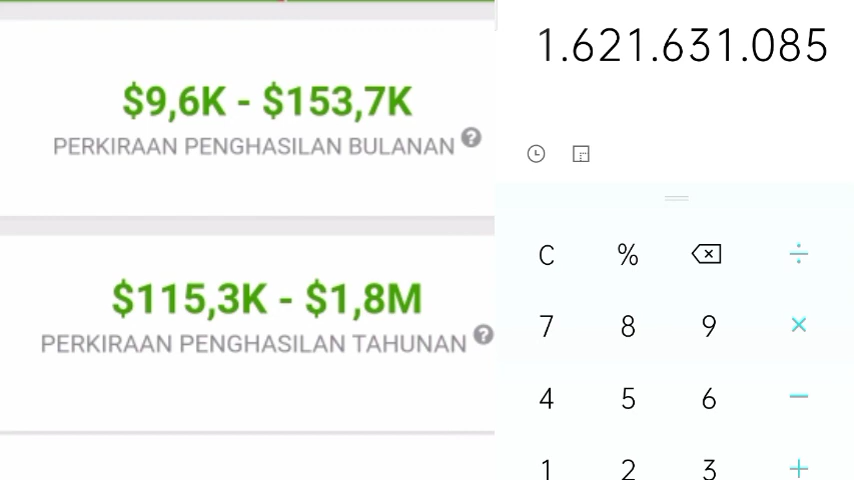 $9,6K - $153,7K
PERKIRAAN PENGHASILAN BULANAN ?
$115,3K - $1,8M
PERKIRAAN PENGHASILAN TAHUNAN ?
1.621.631.085
C % ÷
7 8 9 ×
4 5 6 −
1 2 3 +